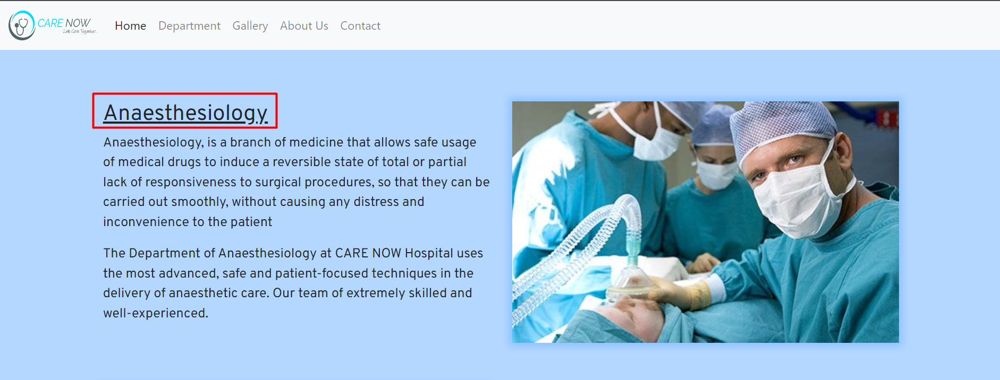 CARE NOW
Let's Care Togather..
Home Department Gallery About Us Contact
Anaesthesiology
Anaesthesiology, is a branch of medicine that allows safe usage
of medical drugs to induce a reversible state of total or partial
lack of responsiveness to surgical procedures, so that they can be
carried out smoothly, without causing any distress and
inconvenience to the patient
The Department of Anaesthesiology at CARE NOW Hospital uses
the most advanced, safe and patient-focused techniques in the
delivery of anaesthetic care. Our team of extremely skilled and
well-experienced.